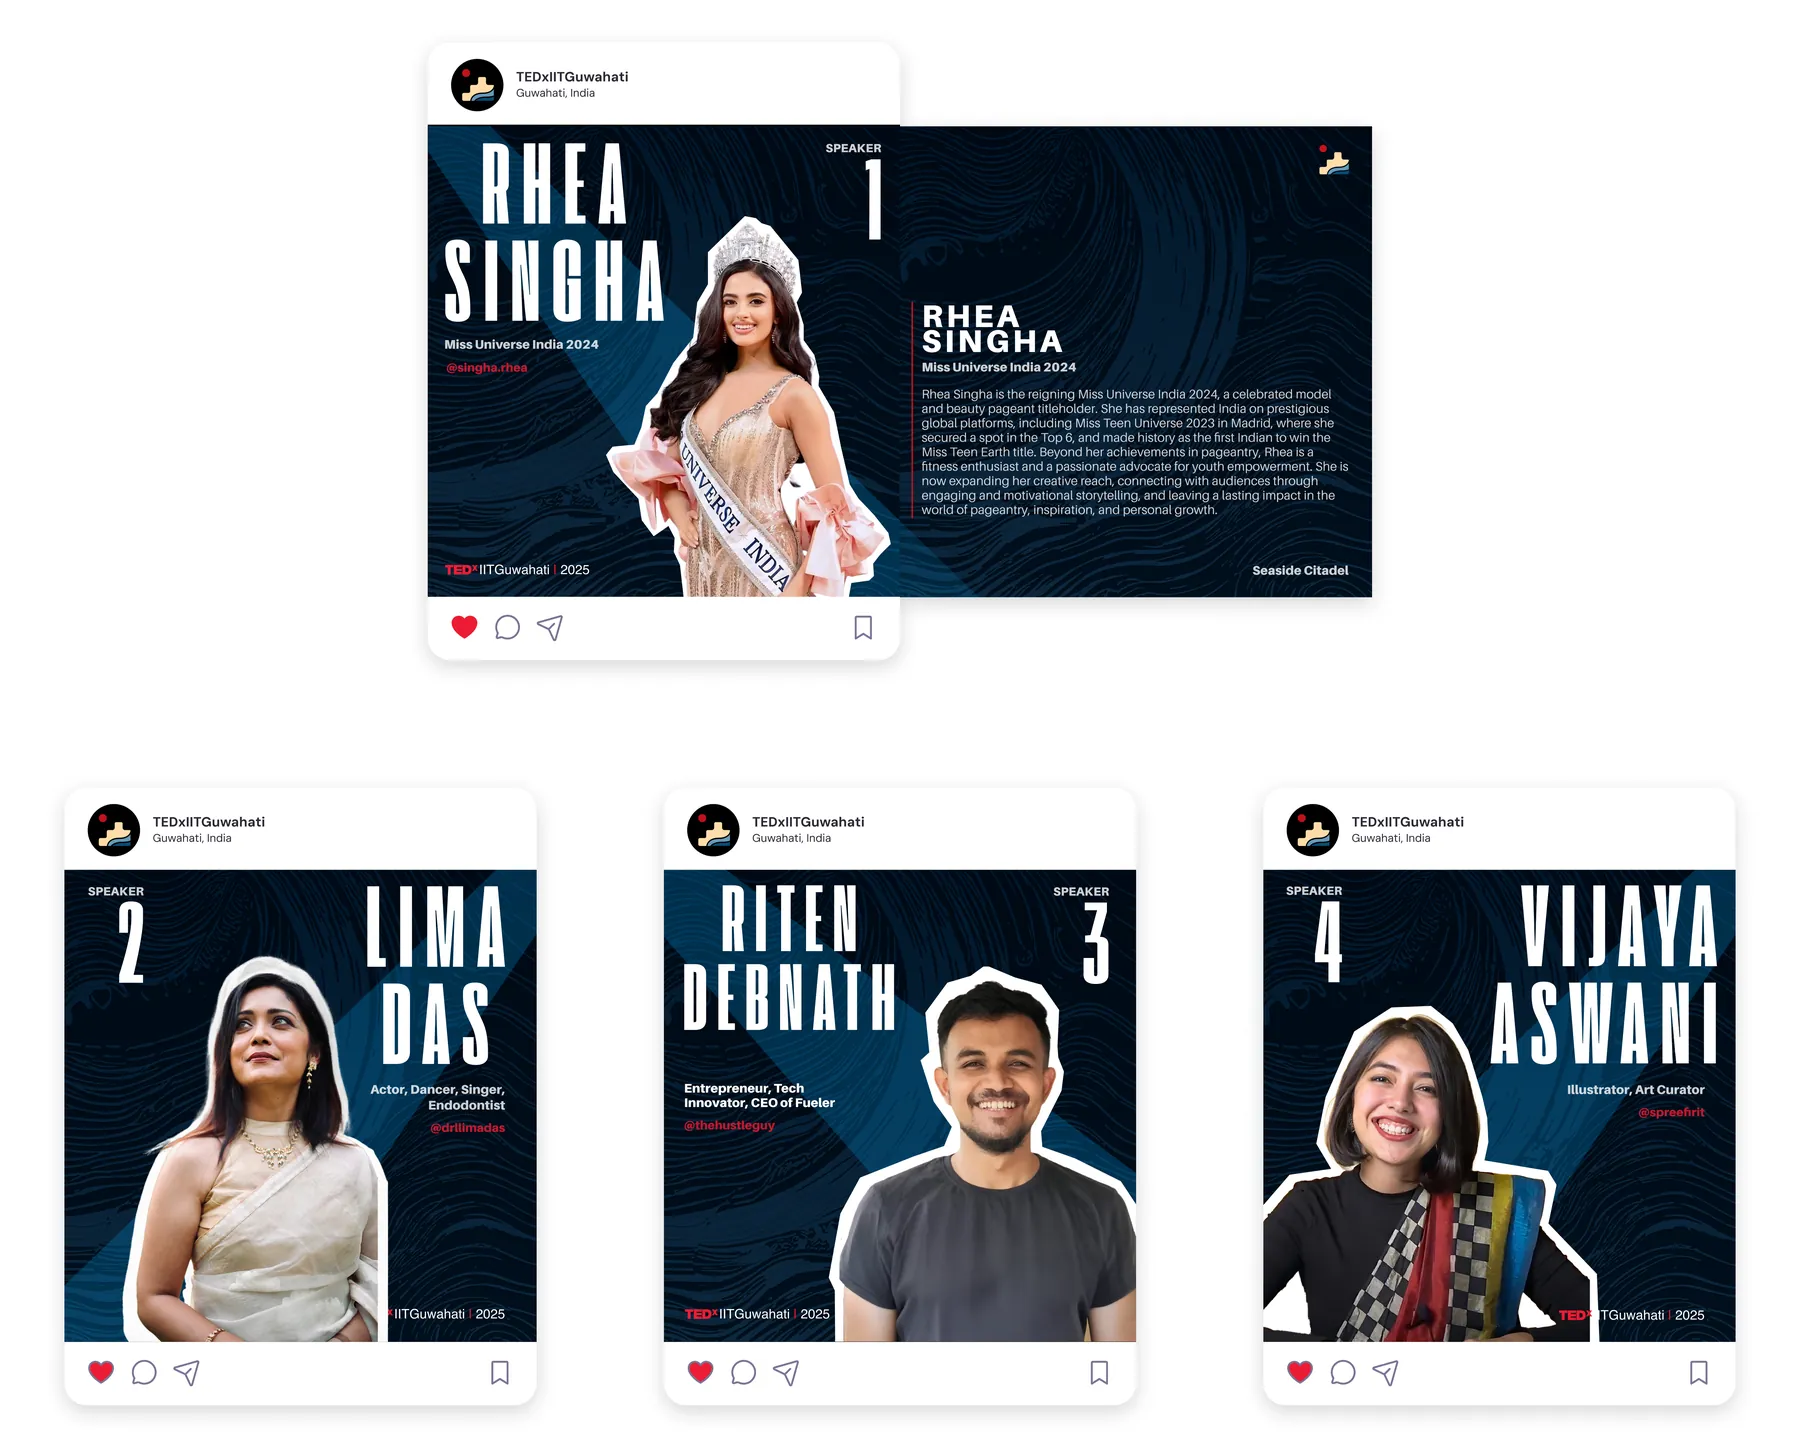 TEDxIITGuwahati
Guwahati, India
RHEA
SINGHA
Miss Universe India 2024
@singha.rhea
SPEAKER
1
UNIVERSE INDIA
TEDxIITGuwahati | 2025
RHEA
SINGHA
Miss Universe India 2024
Rhea Singha is the reigning Miss Universe India 2024, a celebrated model
and beauty pageant titleholder. She has represented India on prestigious
global platforms, including Miss Teen Universe 2023 in Madrid, where she
secured a spot in the Top 6, and made history as the first Indian to win the
Miss Teen Earth title. Beyond her achievements in pageantry, Rhea is a
fitness enthusiast and a passionate advocate for youth empowerment. She is
now expanding her creative reach, connecting with audiences through
engaging and motivational storytelling, and leaving a lasting impact in the
world of pageantry, inspiration, and personal growth.
Seaside Citadel
TEDxIITGuwahati
Guwahati, India
SPEAKER
2
LIMA
DAS
Actor, Dancer, Singer,
Endodontist
@drlimadas
xIITGuwahati | 2025
TEDxIITGuwahati
Guwahati, India
RITEN
DEBNATH
SPEAKER
3
Entrepreneur, Tech
Innovator, CEO of Fueler
@thehustleguy
TEDxIITGuwahati | 2025
TEDxIITGuwahati
Guwahati, India
SPEAKER
4
VIJAYA
ASWANI
Illustrator, Art Curator
@spreefirit
TEDx IITGuwahati | 2025